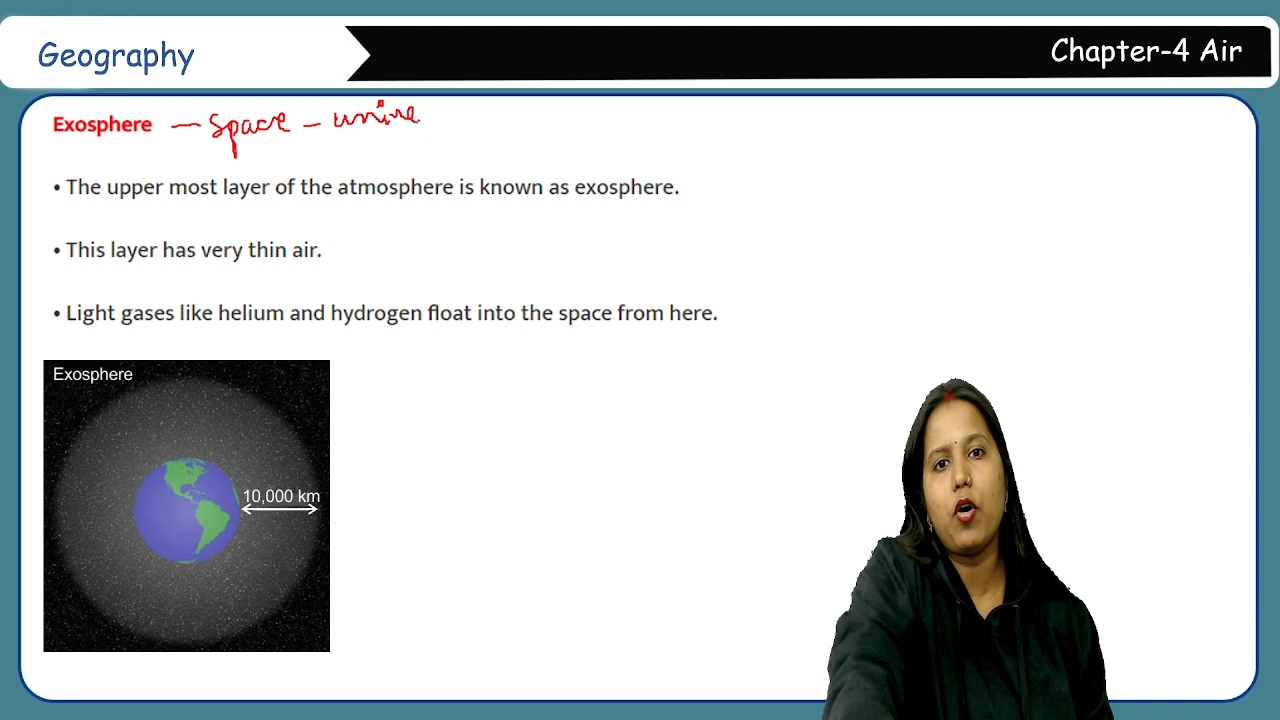 Geography
Chapter-4 Air
Exosphere — Space –
• The upper most layer of the atmosphere is known as exosphere.
• This layer has very thin air.
• Light gases like helium and hydrogen float into the space from here.
Exosphere
10,000 km